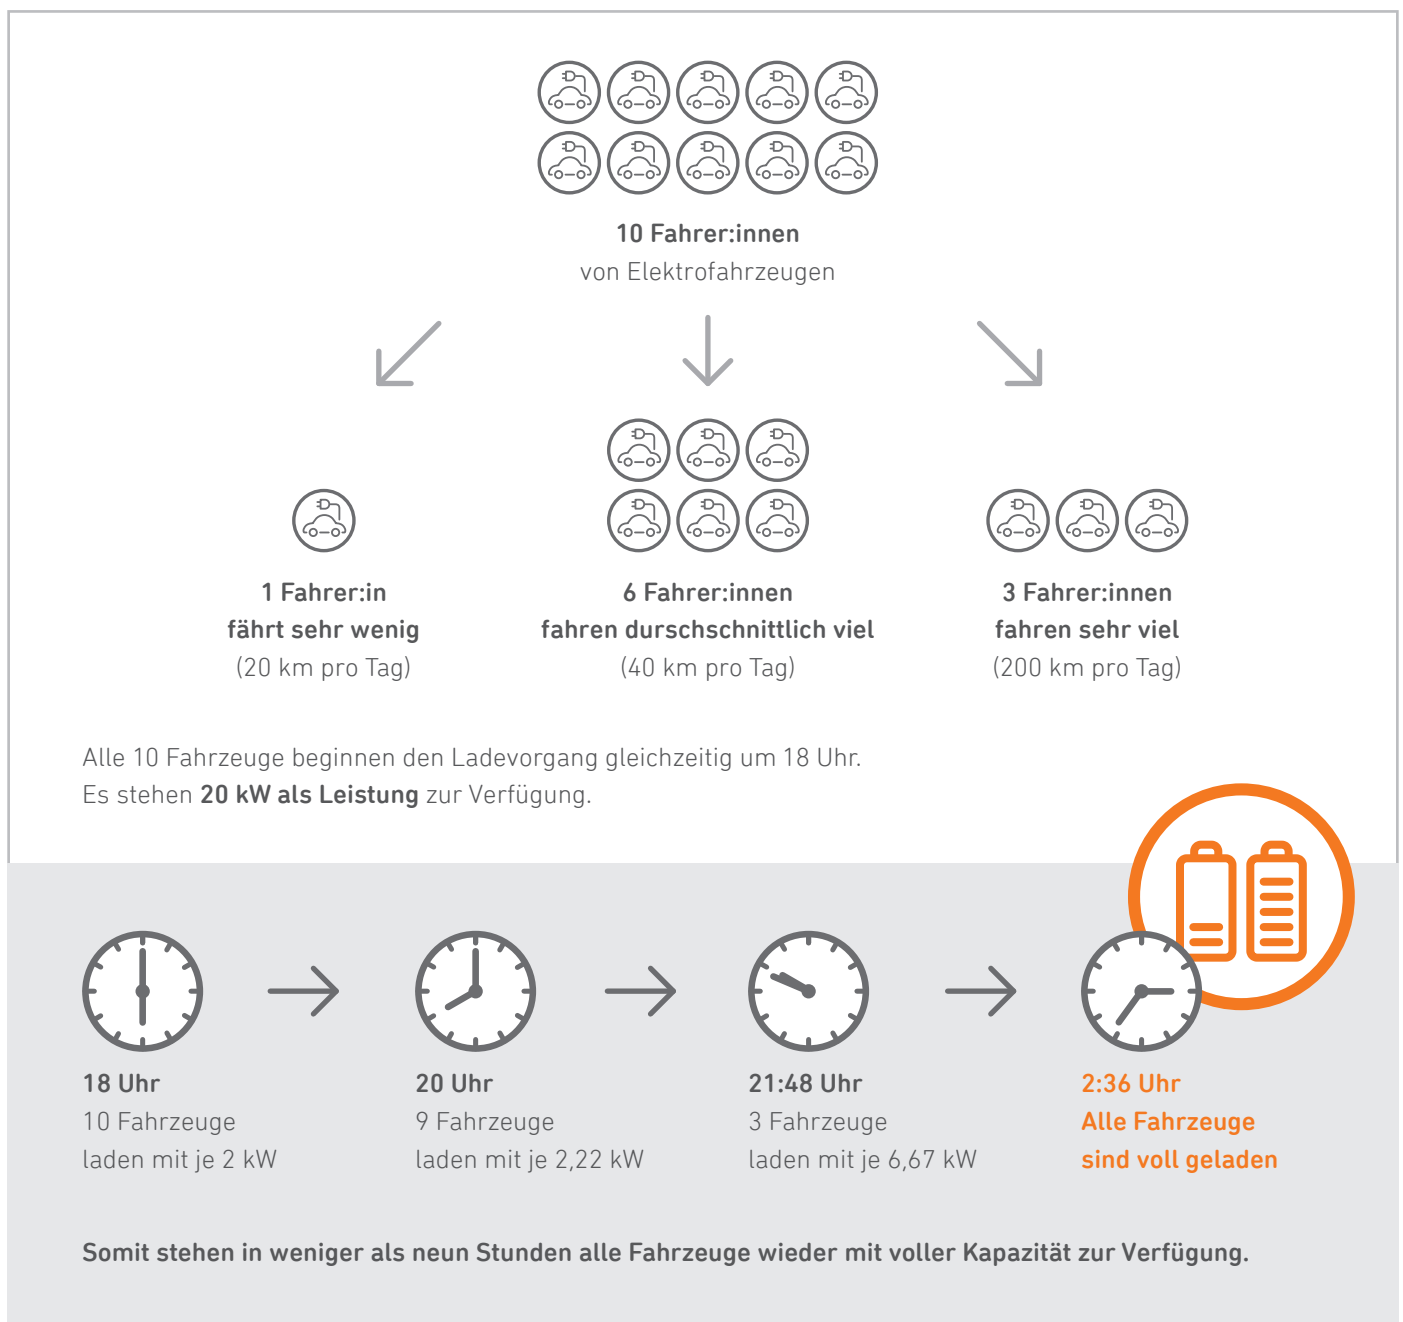 10 Fahrer:innen
von Elektrofahrzeugen
1 Fahrer:in
fährt sehr wenig
(20 km pro Tag)
6 Fahrer:innen
fahren durschschnittlich viel
(40 km pro Tag)
3 Fahrer:innen
fahren sehr viel
(200 km pro Tag)
Alle 10 Fahrzeuge beginnen den Ladevorgang gleichzeitig um 18 Uhr.
Es stehen 20 kW als Leistung zur Verfügung.
18 Uhr
10 Fahrzeuge
laden mit je 2 kW
20 Uhr
9 Fahrzeuge
laden mit je 2,22 kW
21:48 Uhr
3 Fahrzeuge
laden mit je 6,67 kW
2:36 Uhr
Alle Fahrzeuge
sind voll geladen
Somit stehen in weniger als neun Stunden alle Fahrzeuge wieder mit voller Kapazität zur Verfügung.